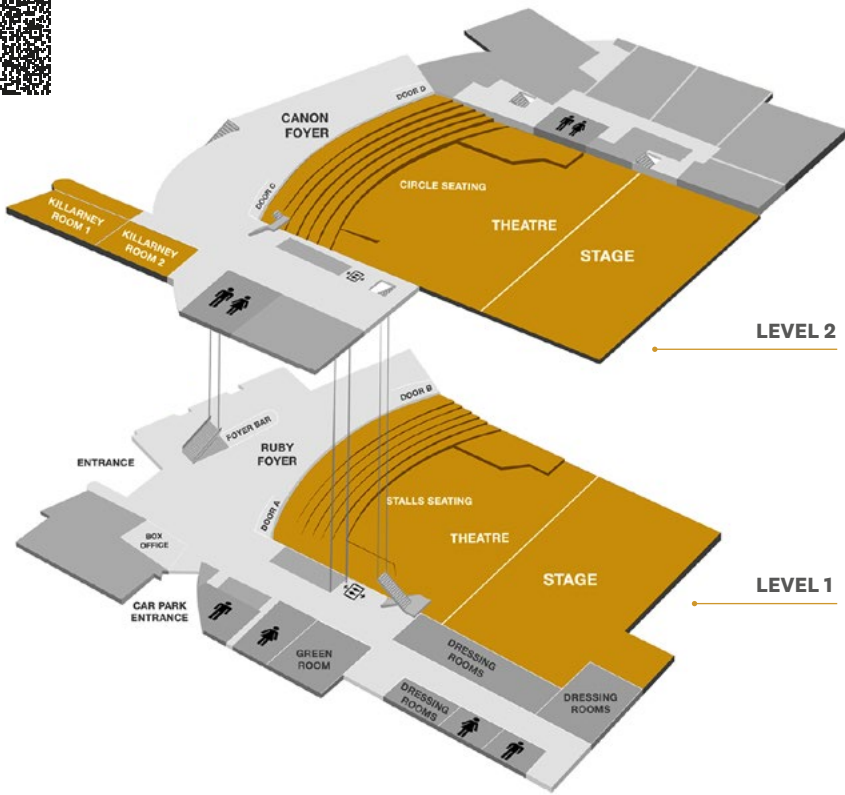 DOOR D
CANON
FOYER
CIRCLE SEATING
DOOR C
KILLARNEY
ROOM 1
KILLARNEY
ROOM 2
THEATRE
STAGE
LEVEL 2
DOOR B
FOYER BAR
RUBY
FOYER
ENTRANCE
STALLS SEATING
DOOR A
BOX
OFFICE
THEATRE
STAGE
LEVEL 1
CAR PARK
ENTRANCE
GREEN
ROOM
DRESSING
ROOMS
DRESSING
ROOMS
DRESSING
ROOMS